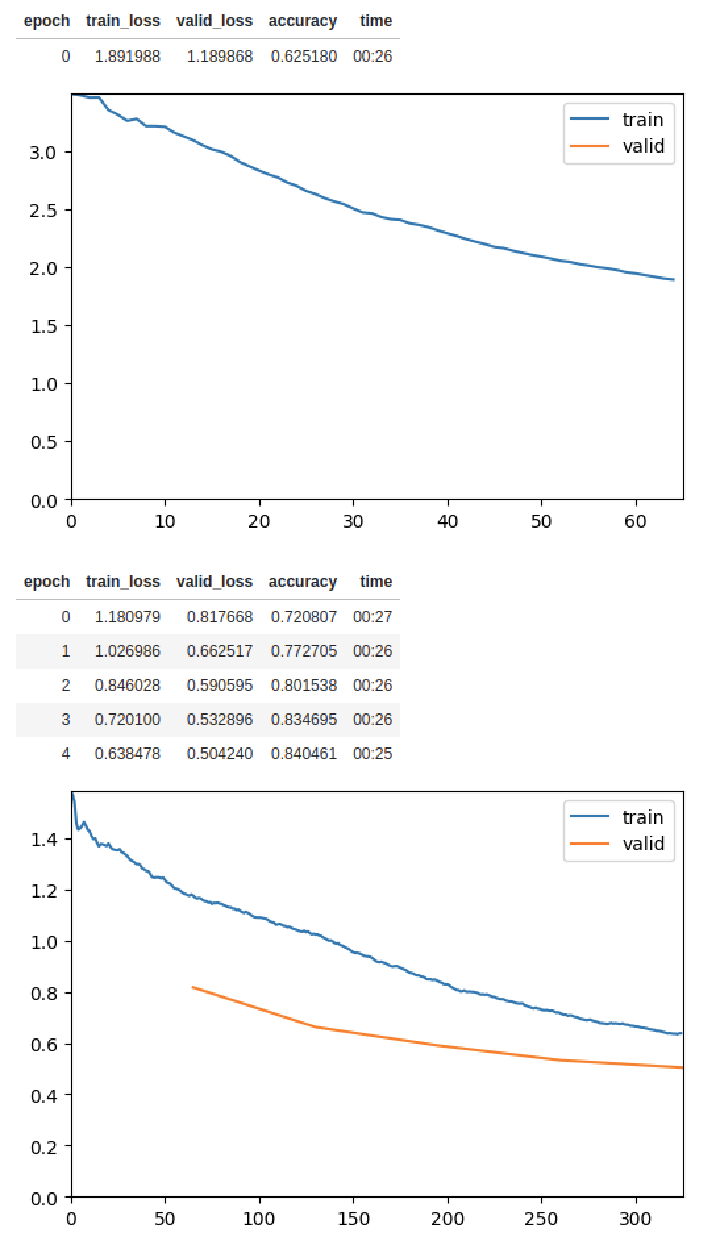 epoch train_loss valid_loss accuracy time
0 1.891988 1.189868 0.625180 00:26
train
valid
3.0
2.5
2.0
1.5
1.0
0.5
0.0
0 10 20 30 40 50 60
epoch train_loss valid_loss accuracy time
0 1.180979 0.817668 0.720807 00:27
1 1.026986 0.662517 0.772705 00:26
2 0.846028 0.590595 0.801538 00:26
3 0.720100 0.532896 0.834695 00:26
4 0.638478 0.504240 0.840461 00:25
train
valid
1.4
1.2
1.0
0.8
0.6
0.4
0.2
0.0
0 50 100 150 200 250 300